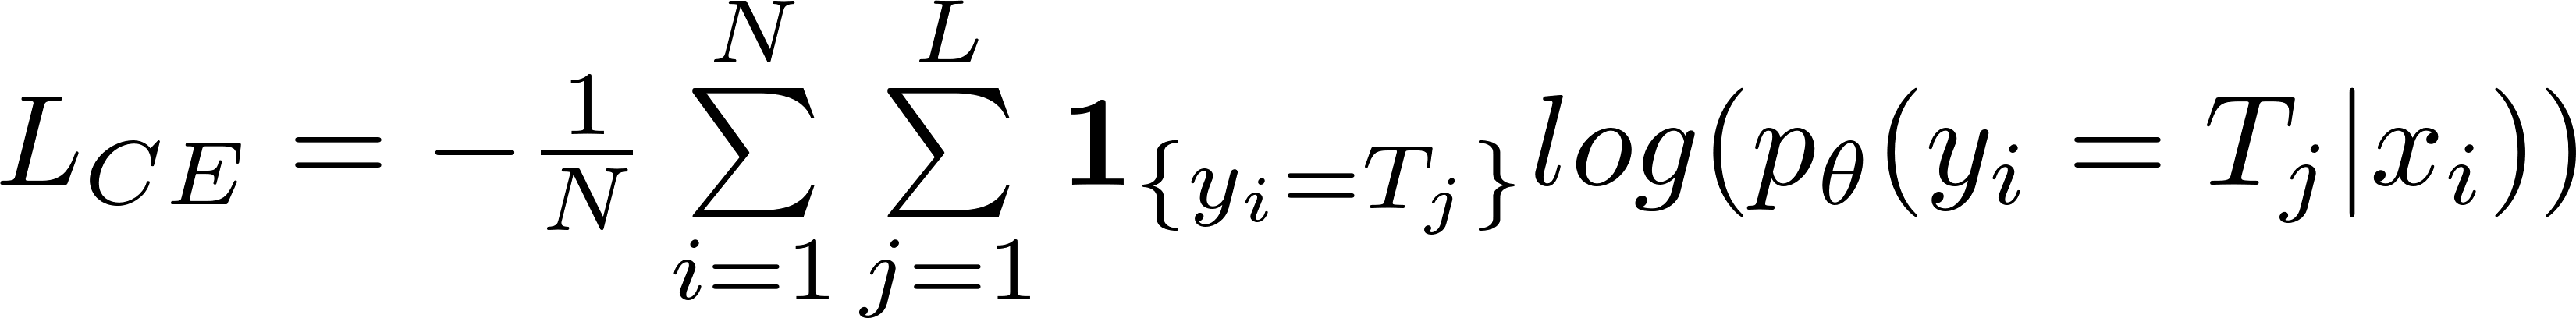 L_{CE} = -\frac{1}{N} \sum_{i=1}^{N} \sum_{j=1}^{L} \mathbf{1}_{\{y_i=T_j\}} log(p_\theta(y_i = T_j|x_i))